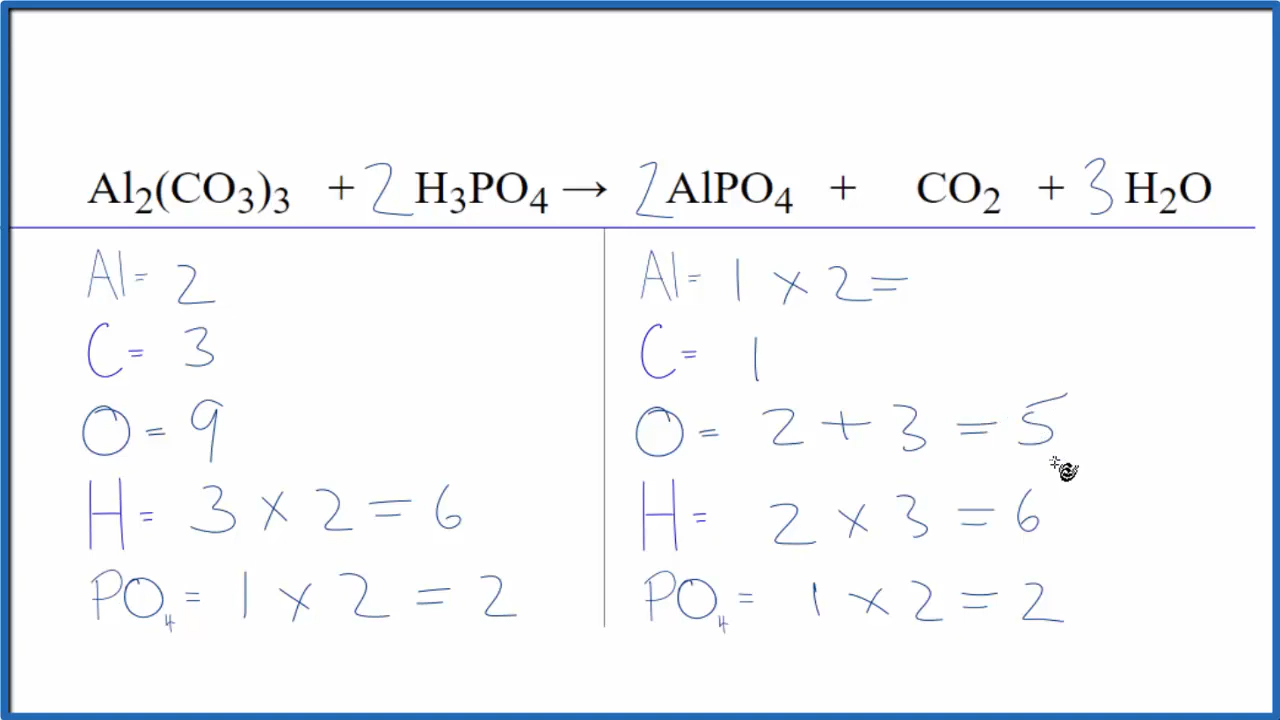 Al₂(CO₃)₃ + 2 H₃PO₄ → 2 AlPO₄ + CO₂ + 3 H₂O
Al = 2
C = 3
O = 9
H = 3 × 2 = 6
PO₄ = 1 × 2 = 2
Al = 1 × 2 =
C = 1
O = 2 + 3 = 5
H = 2 × 3 = 6
PO₄ = 1 × 2 = 2